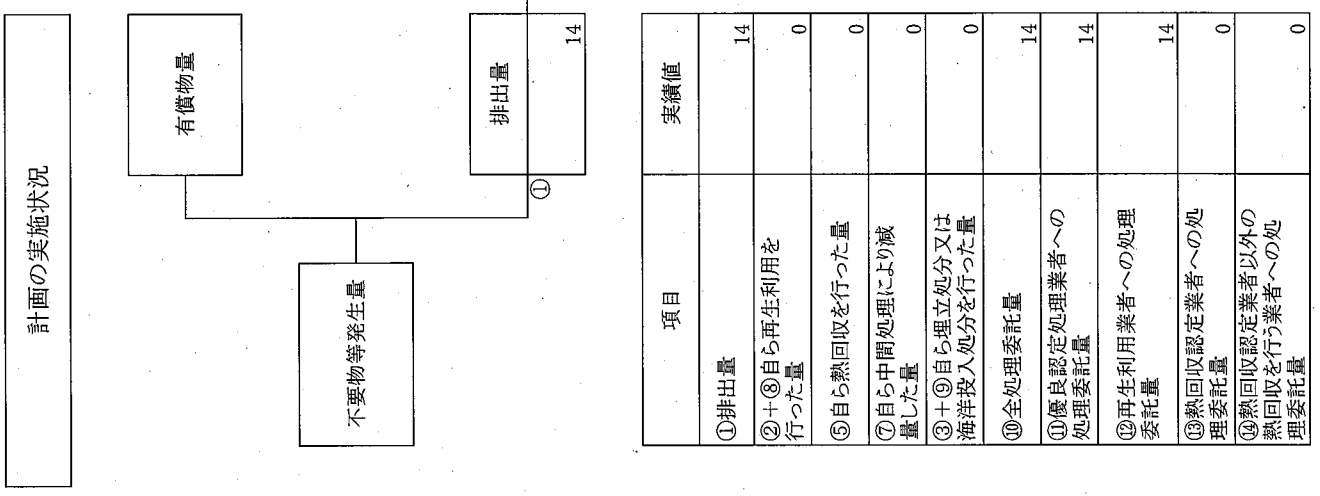 計画の実施状況
有償物量
不要物等発生量
排出量
①
14
項目
実績値
①排出量
14
②+⑧自ら再生利用を
行った量
0
⑤自ら熱回収を行った量
0
⑦自ら中間処理により減
量した量
0
③+⑨自ら埋立処分又は
海洋投入処分を行った量
0
⑩全処理委託量
14
⑪優良認定処理業者への
処理委託量
14
⑫再生利用業者への処理
委託量
14
⑬熱回収認定業者への処
理委託量
0
⑭熱回収認定業者以外の
熱回収を行う業者への処
理委託量
0